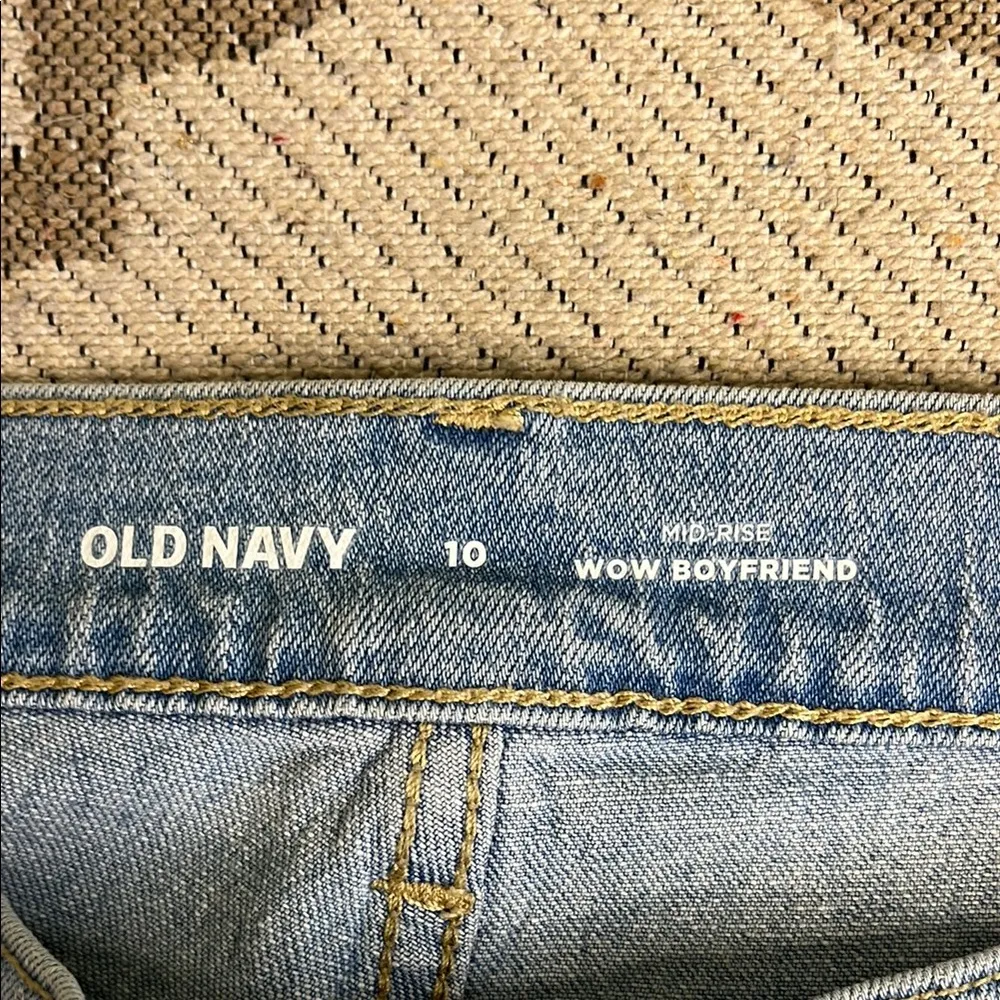 OLD NAVY
10
MID-RISE
WOW BOYFRIEND